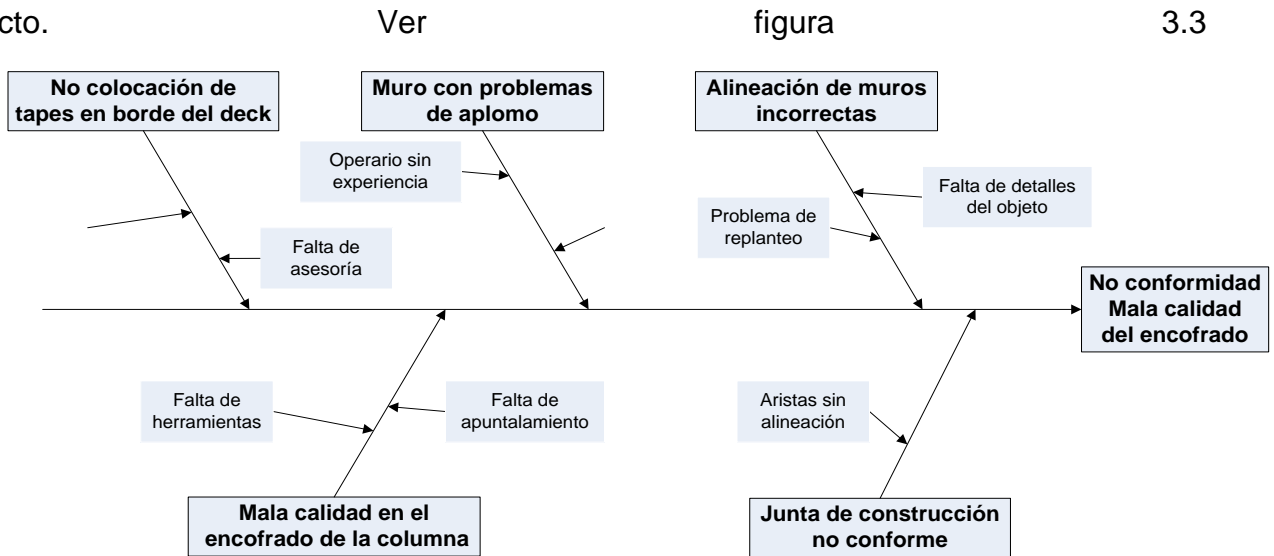 cto. Ver figura 3.3
No colocación de
tapes en borde del deck
Muro con problemas
de aplomo
Alineación de muros
incorrectas
Operario sin
experiencia
Falta de detalles
del objeto
Problema de
replanteo
Falta de
asesoría
No conformidad
Mala calidad
del encofrado
Falta de
herramientas
Falta de
apuntalamiento
Aristas sin
alineación
Mala calidad en el
encofrado de la columna
Junta de construcción
no conforme